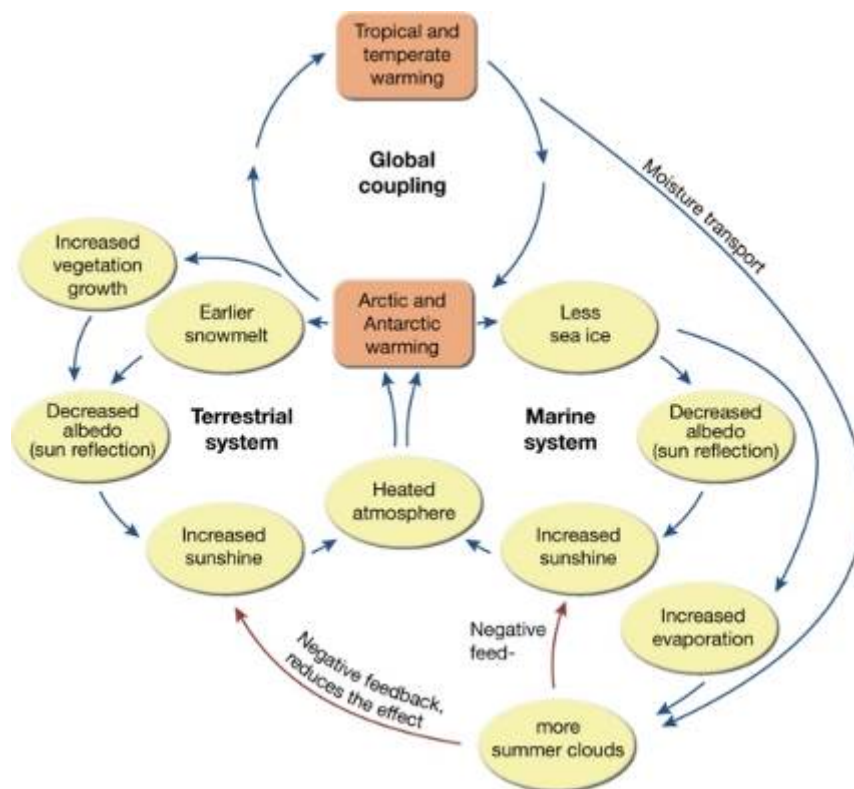 Tropical and
temperate
warming
Global
coupling
Moisture transport
Increased
vegetation
growth
Earlier
snowmelt
Arctic and
Antarctic
warming
Less
sea ice
Decreased
albedo
(sun reflection)
Terrestrial
system
Marine
system
Decreased
albedo
(sun reflection)
Heated
atmosphere
Increased
sunshine
Increased
sunshine
Increased
evaporation
Negative feedback,
reduces the effect
Negative
feed-
more
summer clouds